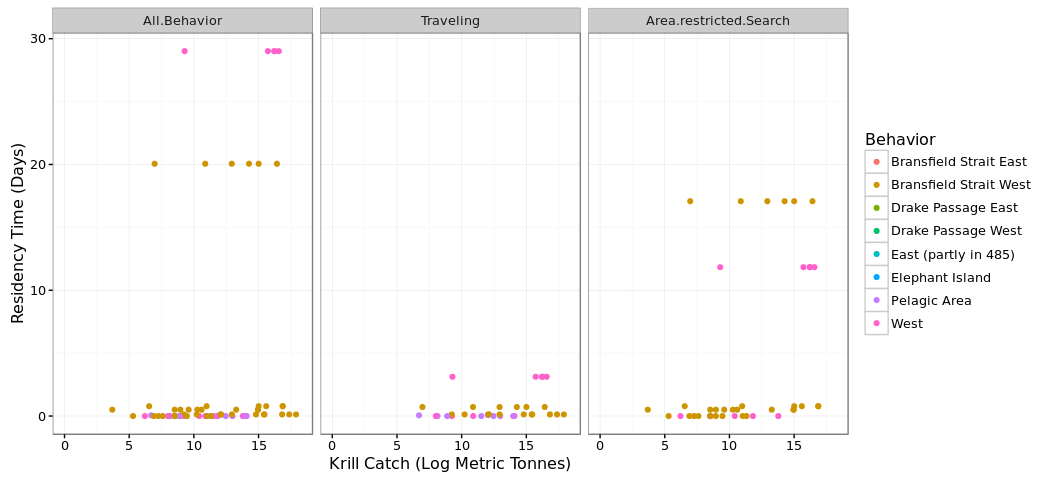 All.Behavior
Traveling
Area.restricted.Search
30
20
10
0
Residency Time (Days)
0 5 10 15
0 5 10 15
0 5 10 15
Krill Catch (Log Metric Tonnes)
Behavior
Bransfield Strait East
Bransfield Strait West
Drake Passage East
Drake Passage West
East (partly in 485)
Elephant Island
Pelagic Area
West